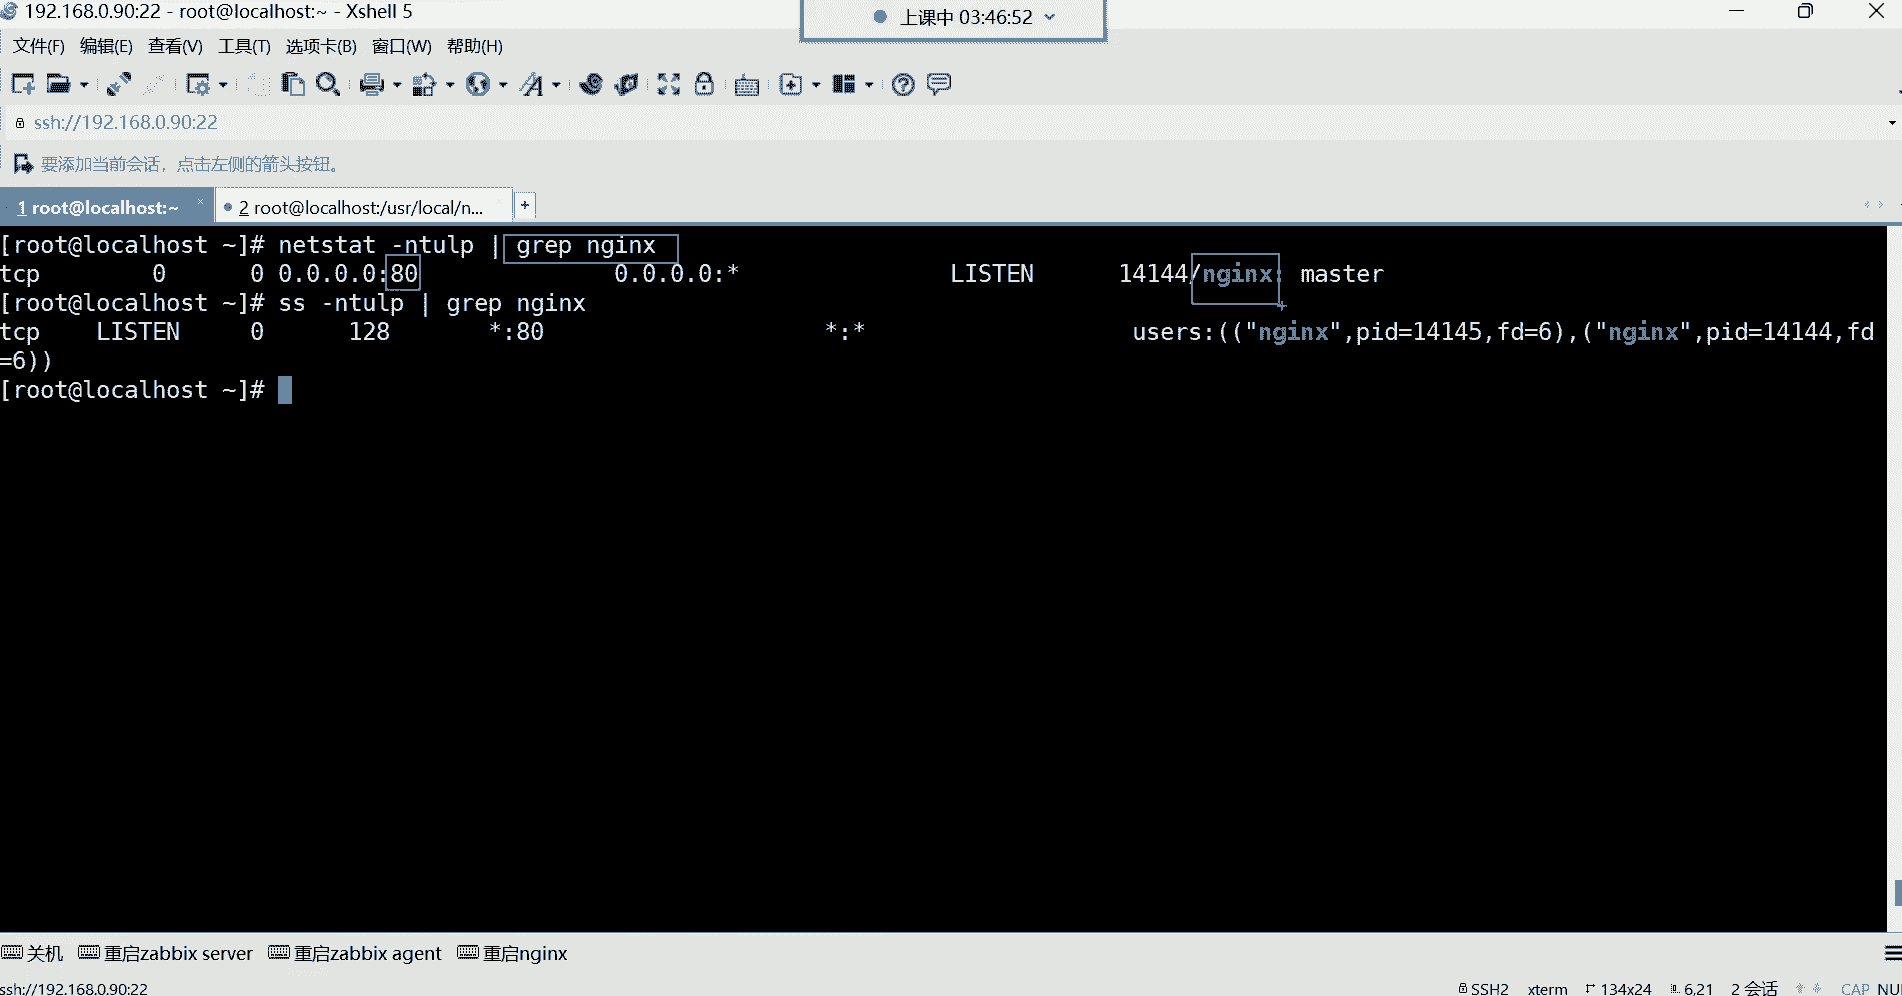 192.168.0.90:22 - root@localhost:~ - Xshell 5
上课中 03:46:52
文件(F) 编辑(E) 查看(V) 工具(T) 选项卡(B) 窗口(W) 帮助(H)
ssh://192.168.0.90:22
要添加当前会话，点击左侧的箭头按钮。
1 root@localhost:~ × 2 root@localhost:/usr/local/n... +
[root@localhost ~]# netstat -ntulp | grep nginx
tcp 0 0 0.0.0.0:80 0.0.0.0:* LISTEN 14144/nginx: master
[root@localhost ~]# ss -ntulp | grep nginx
tcp LISTEN 0 128 *:80 *:* users:(("nginx",pid=14145,fd=6),("nginx",pid=14144,fd
=6))
[root@localhost ~]#
关机 重启zabbix server 重启zabbix agent 重启nginx
ssh://192.168.0.90:22 SSH2 xterm 134x24 6,21 2 会话 CAP NU